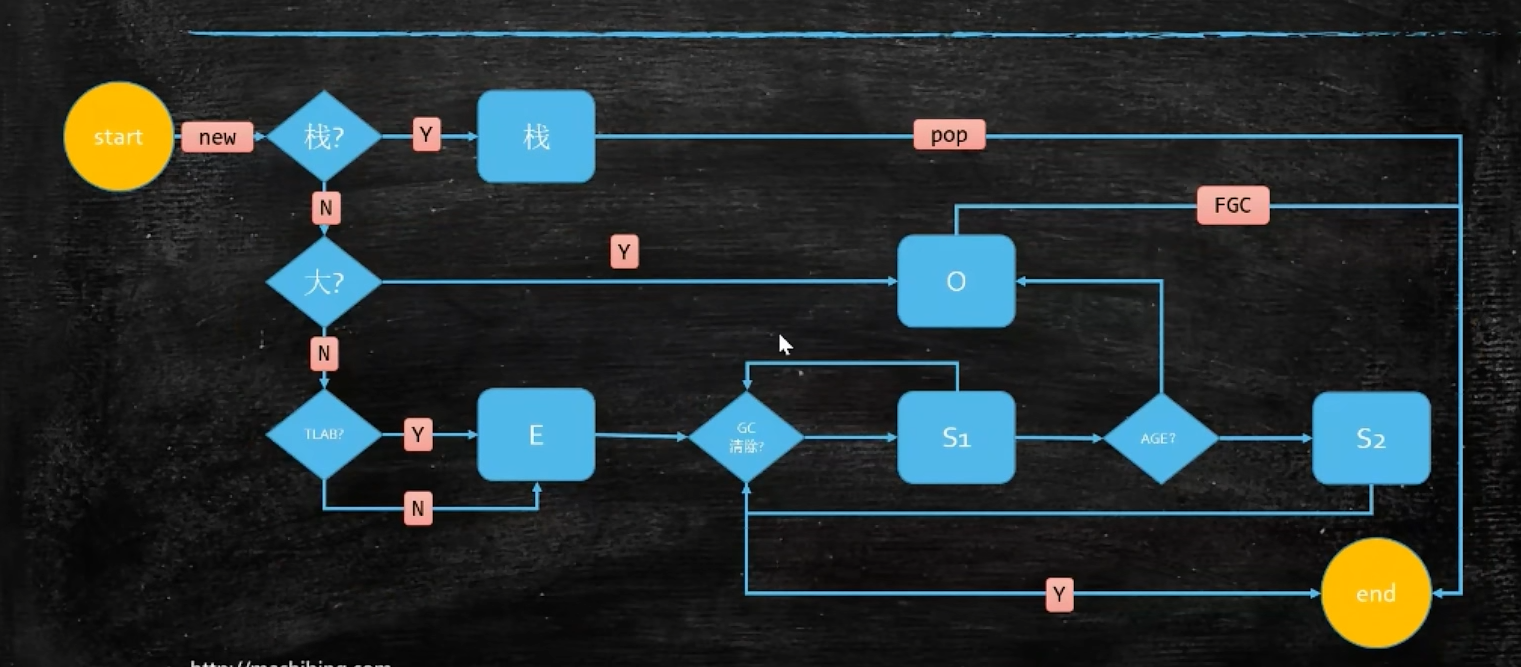 start
new
栈?
Y
栈
pop
N
FGC
Y
大?
O
N
TLAB?
Y
E
GC
清除?
S1
AGE?
S2
N
Y
end
http://mashibing.com